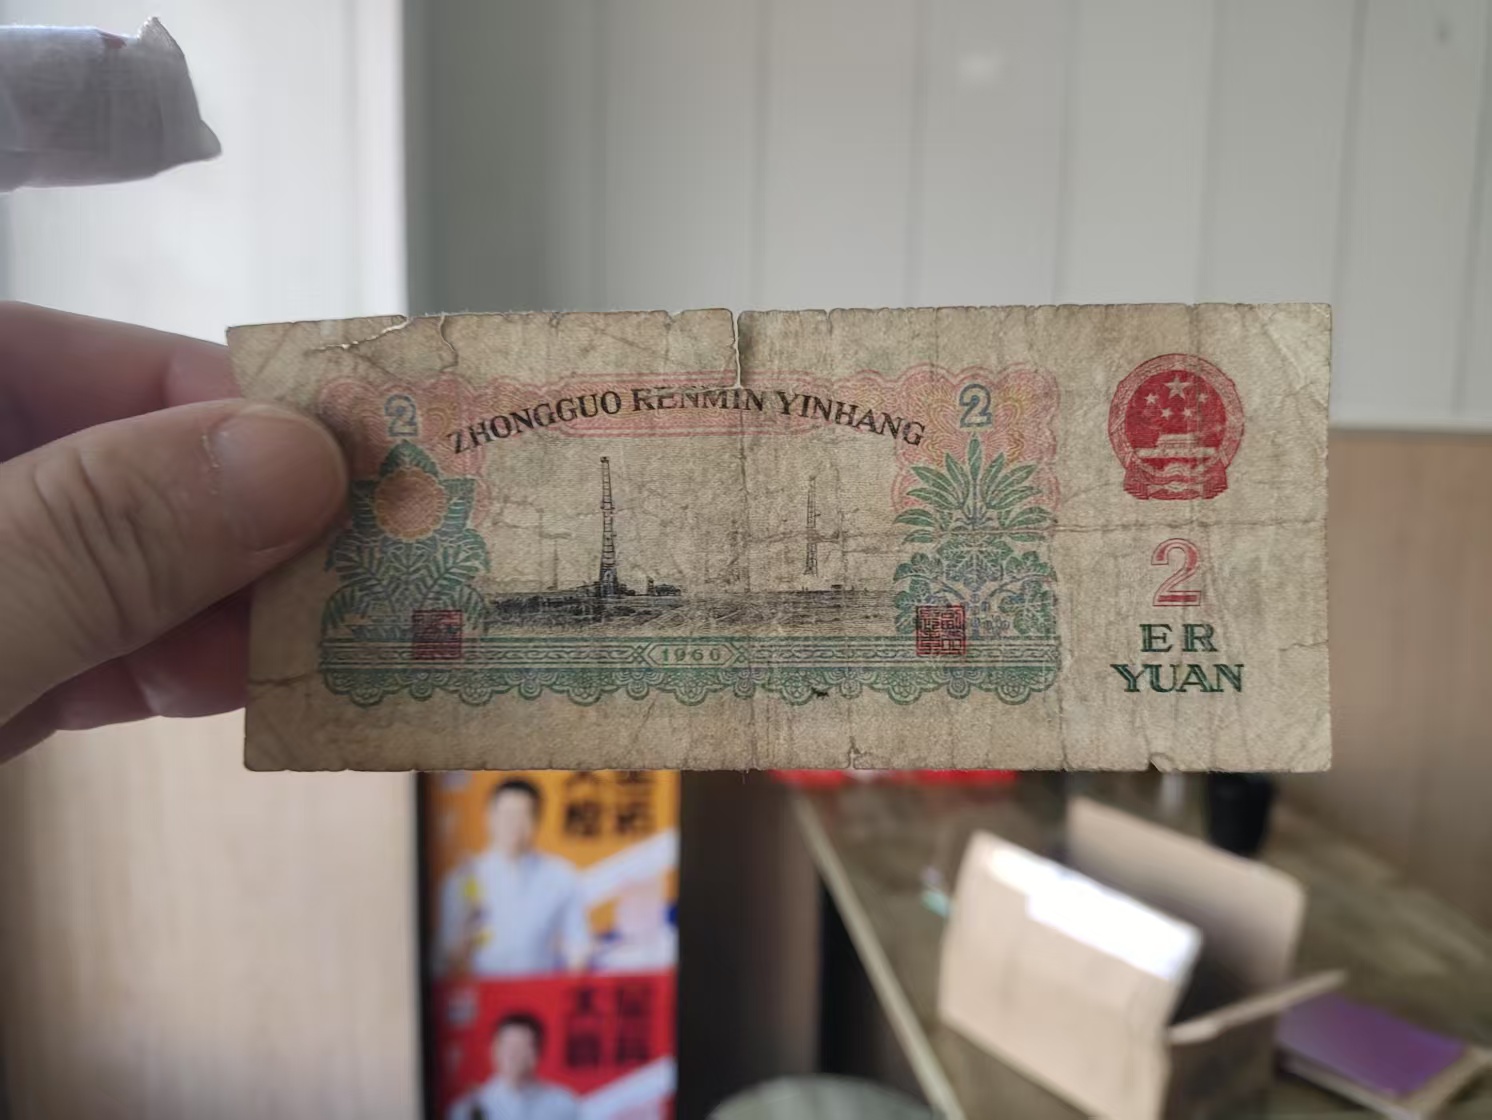 2 2
ZHONGGUO RENMIN YINHANG
2
ER
YUAN
1960